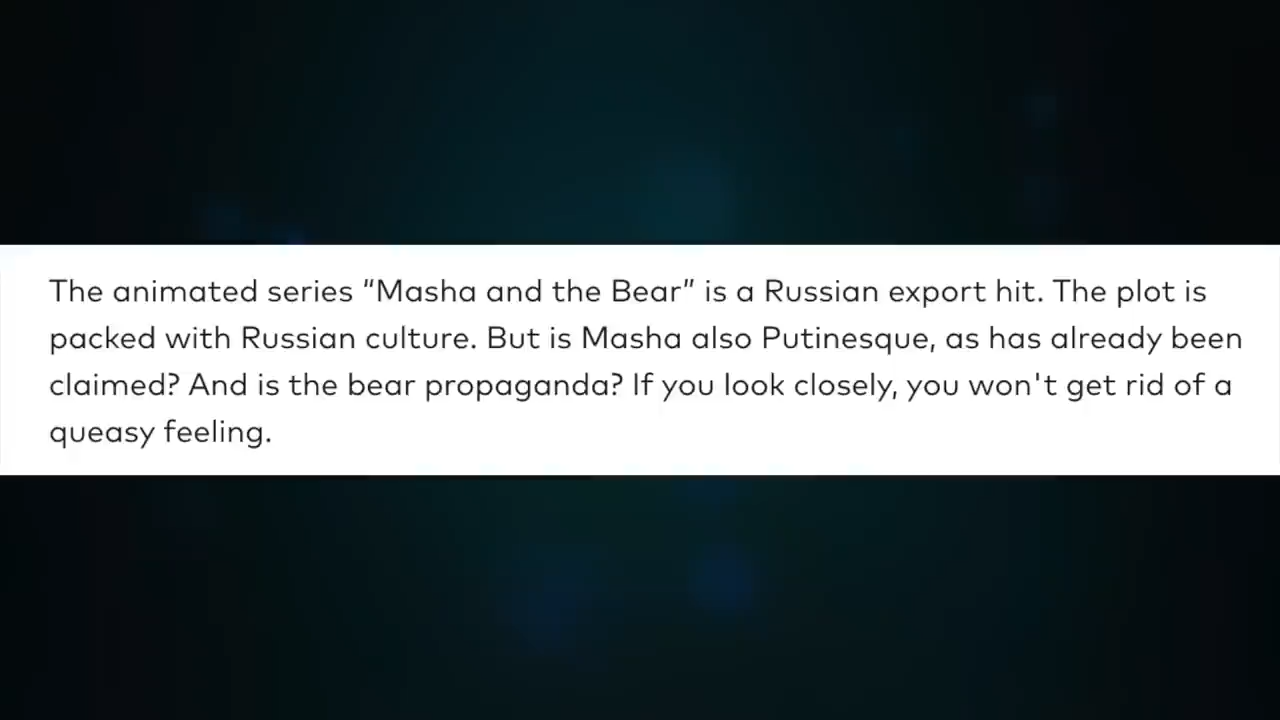 The animated series “Masha and the Bear” is a Russian export hit. The plot is
packed with Russian culture. But is Masha also Putinesque, as has already been
claimed? And is the bear propaganda? If you look closely, you won't get rid of a
queasy feeling.